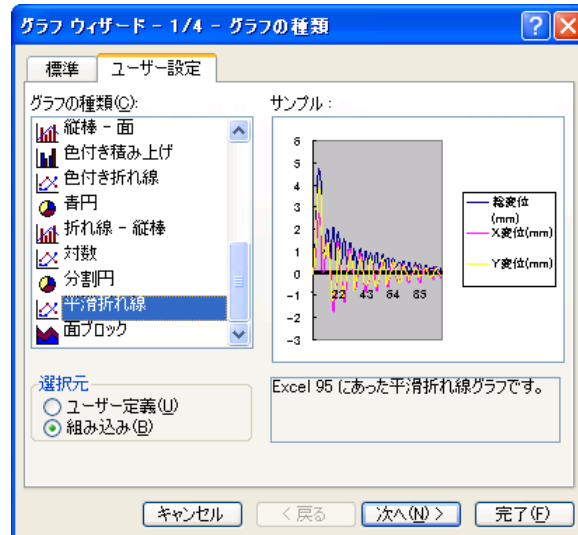 グラフ ウィザード - 1/4 - グラフの種類
標準
ユーザー設定
グラフの種類(C):
縦棒 - 面
色付き積み上げ
色付き折れ線
青円
折れ線 - 縦棒
対数
分割円
平滑折れ線
面ブロック
サンプル :
6
5
4
3
2
1
0
-1
-2
-3
22 43 64 85
総変位
(mm)
X変位(mm)
Y変位(mm)
選択元
ユーザー定義(U)
組み込み(B)
Excel 95 にあった平滑折れ線グラフです。
キャンセル
< 戻る
次へ(N) >
完了(F)